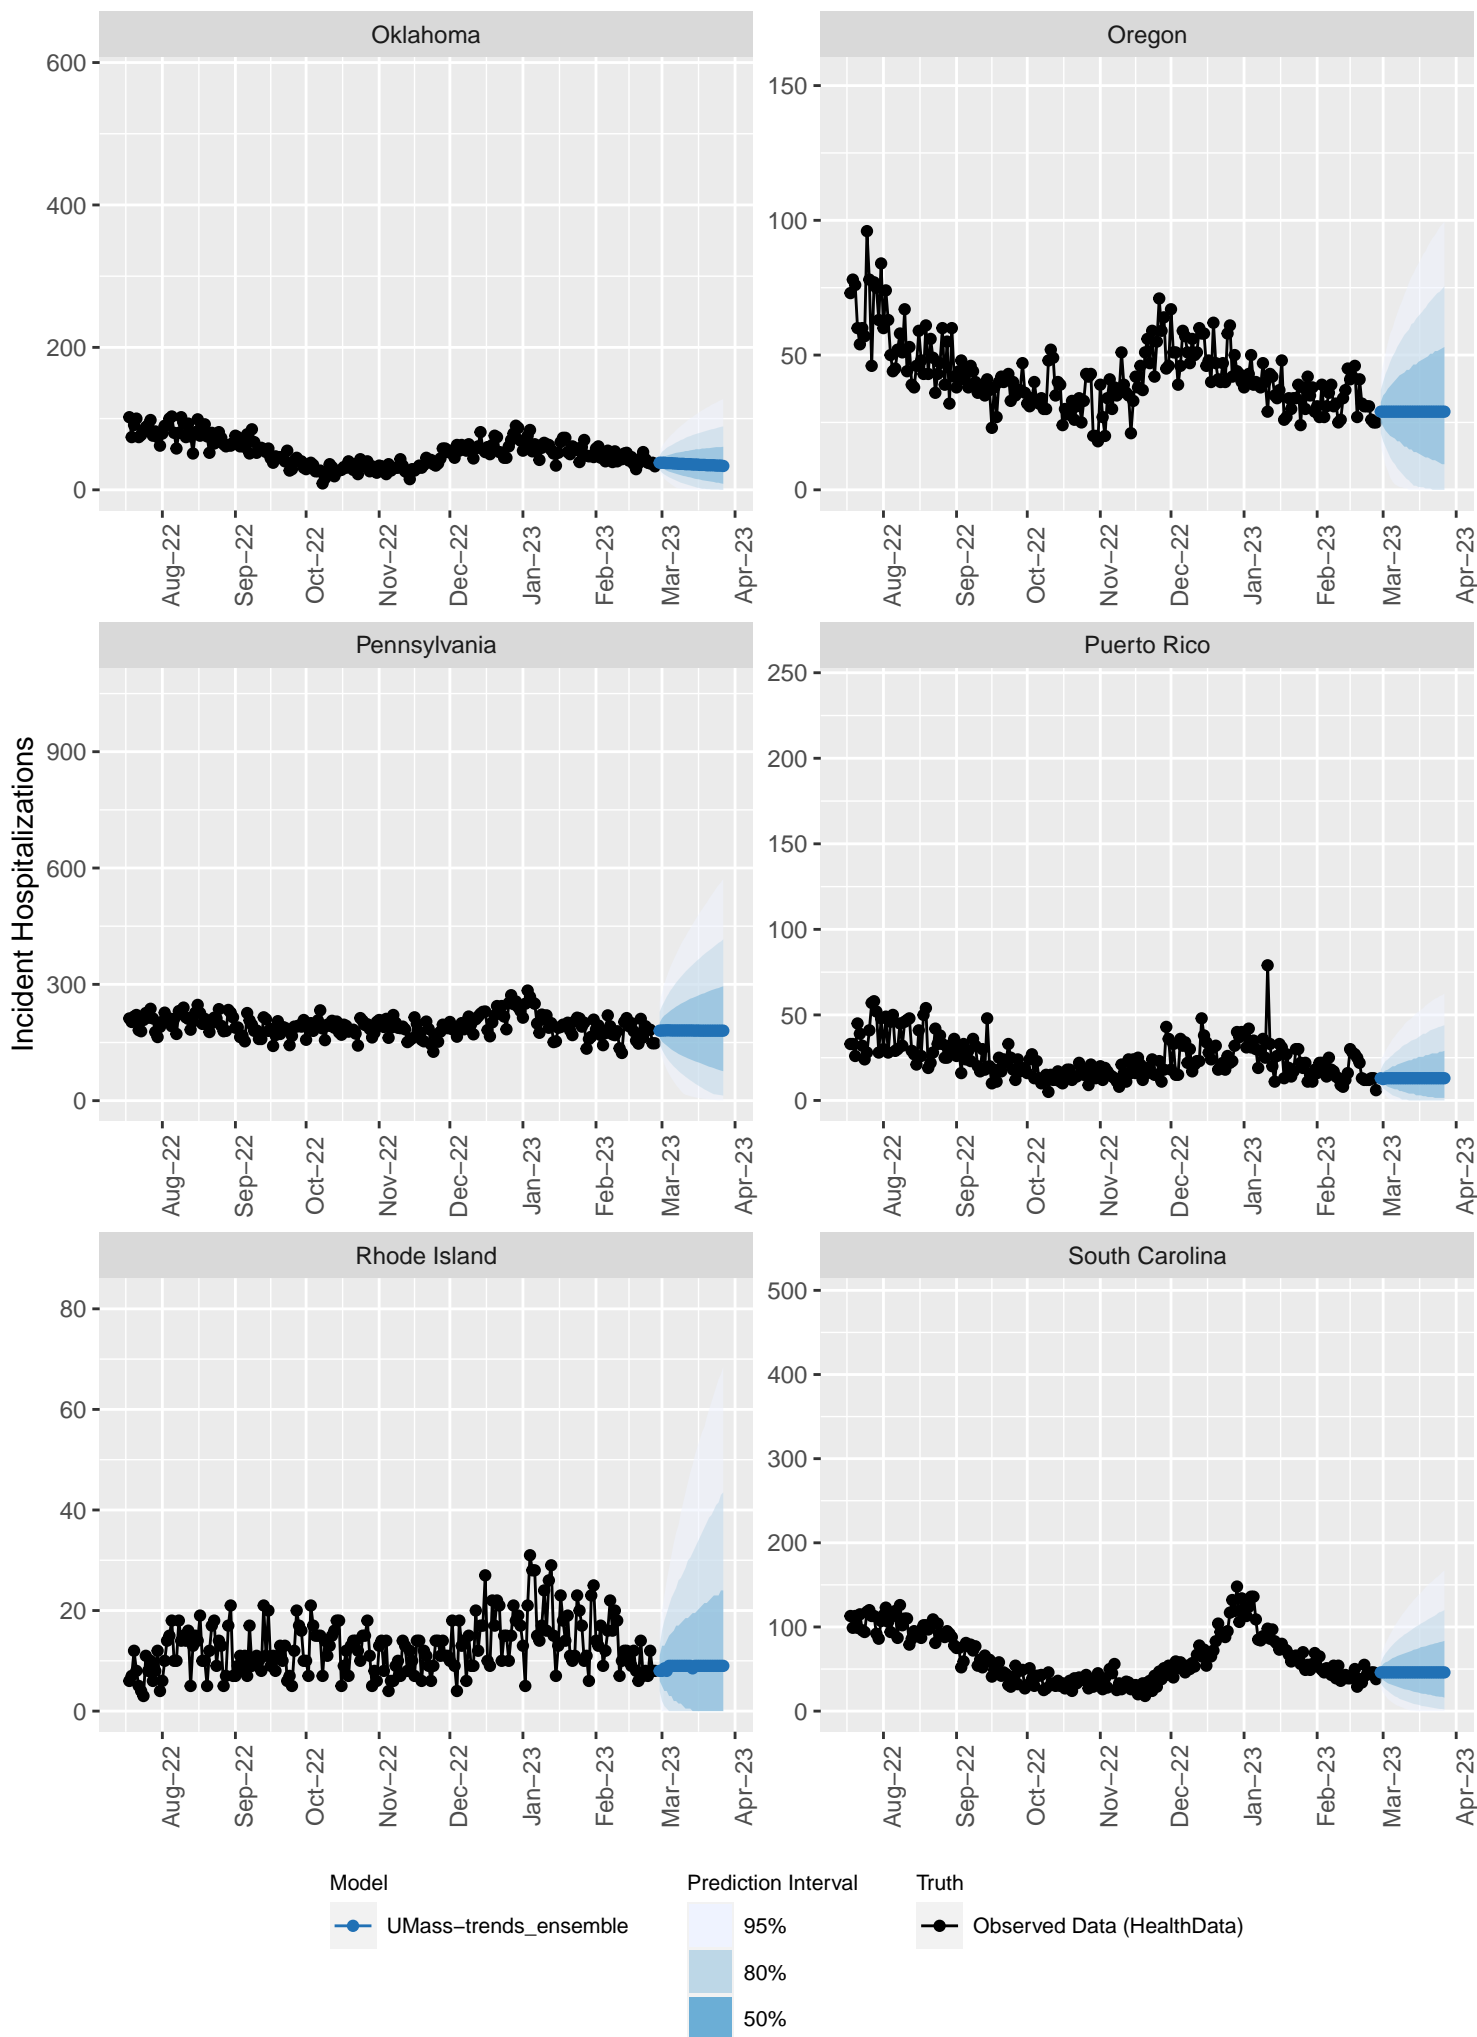 Oklahoma
Oregon
600
400
200
0
150
100
50
0
Aug−22
Sep−22
Oct−22
Nov−22
Dec−22
Jan−23
Feb−23
Mar−23
Apr−23
Aug−22
Sep−22
Oct−22
Nov−22
Dec−22
Jan−23
Feb−23
Mar−23
Apr−23
Incident Hospitalizations
Pennsylvania
Puerto Rico
900
600
300
0
250
200
150
100
50
0
Aug−22
Sep−22
Oct−22
Nov−22
Dec−22
Jan−23
Feb−23
Mar−23
Apr−23
Aug−22
Sep−22
Oct−22
Nov−22
Dec−22
Jan−23
Feb−23
Mar−23
Apr−23
Rhode Island
South Carolina
80
60
40
20
0
500
400
300
200
100
0
Aug−22
Sep−22
Oct−22
Nov−22
Dec−22
Jan−23
Feb−23
Mar−23
Apr−23
Aug−22
Sep−22
Oct−22
Nov−22
Dec−22
Jan−23
Feb−23
Mar−23
Apr−23
Model
UMass−trends_ensemble
Prediction Interval
95%
80%
50%
Truth
Observed Data (HealthData)